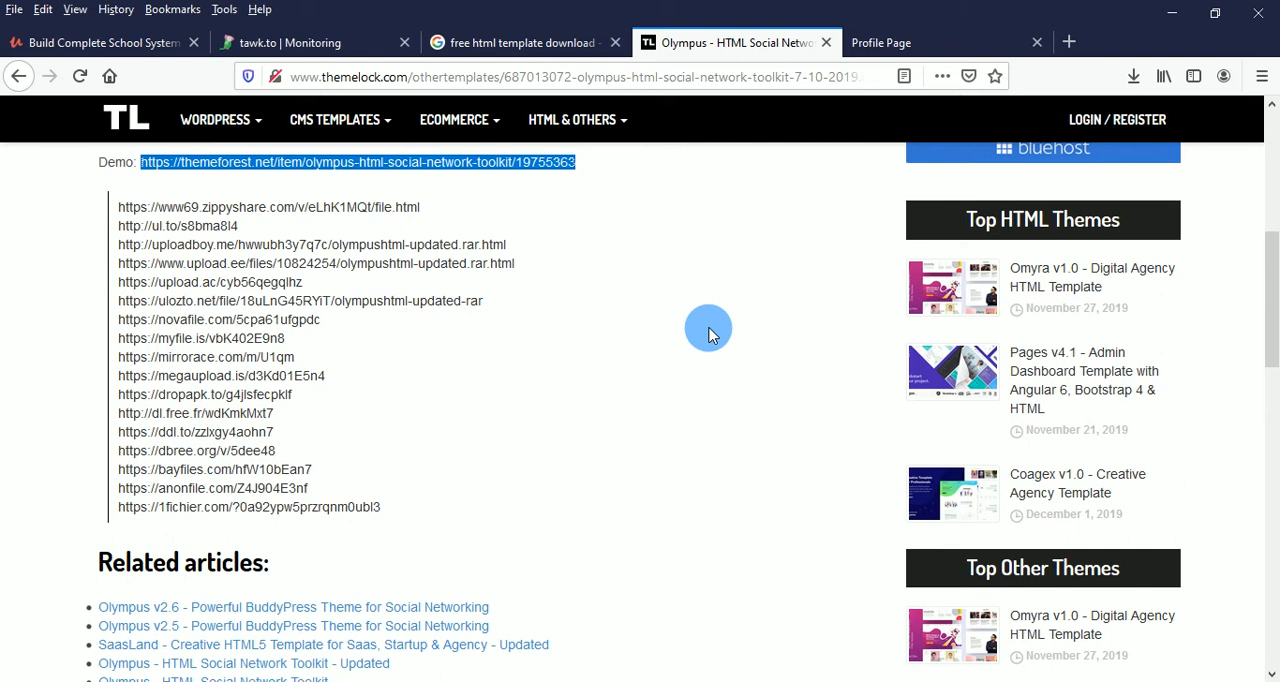 File Edit View History Bookmarks Tools Help
Build Complete School System
tawk.to | Monitoring
free html template download -
TL Olympus - HTML Social Netwo
Profile Page
www.themelock.com/othertemplates/687013072-olympus-html-social-network-toolkit-7-10-2019.
TL WORDPRESS CMS TEMPLATES ECOMMERCE HTML & OTHERS LOGIN / REGISTER
Demo: https://themeforest.net/item/olympus-html-social-network-toolkit/19755363
https://www69.zippyshare.com/v/eLhK1MQt/file.html
http://ul.to/s8bma8l4
http://uploadboy.me/hwwubh3y7q7c/olympushtml-updated.rar.html
https://www.upload.ee/files/10824254/olympushtml-updated.rar.html
https://upload.ac/cyb56qegqlhz
https://ulozto.net/file/18uLnG45RYiT/olympushtml-updated-rar
https://novafile.com/5cpa61ufgpdc
https://myfile.is/vbK402E9n8
https://mirrorace.com/m/U1qm
https://megaupload.is/d3Kd01E5n4
https://dropapk.to/g4jlsfecpklf
http://dl.free.fr/wdKmkMxt7
https://ddl.to/zzlxgy4aohn7
https://dbree.org/v/5dee48
https://bayfiles.com/hfW10bEan7
https://1fichier.com/?0a92ypw5przrqnm0ubl3
Related articles:
Olympus v2.6 - Powerful BuddyPress Theme for Social Networking
Olympus v2.5 - Powerful BuddyPress Theme for Social Networking
SaasLand - Creative HTML5 Template for Saas, Startup & Agency - Updated
Olympus - HTML Social Network Toolkit - Updated
Olympus - HTML Social Network Toolkit
bluehost
Top HTML Themes
Omyra v1.0 - Digital Agency
HTML Template
November 27, 2019
Pages v4.1 - Admin
Dashboard Template with
Angular 6, Bootstrap 4 &
HTML
November 21, 2019
Coagex v1.0 - Creative
Agency Template
December 1, 2019
Top Other Themes
Omyra v1.0 - Digital Agency
HTML Template
November 27, 2019